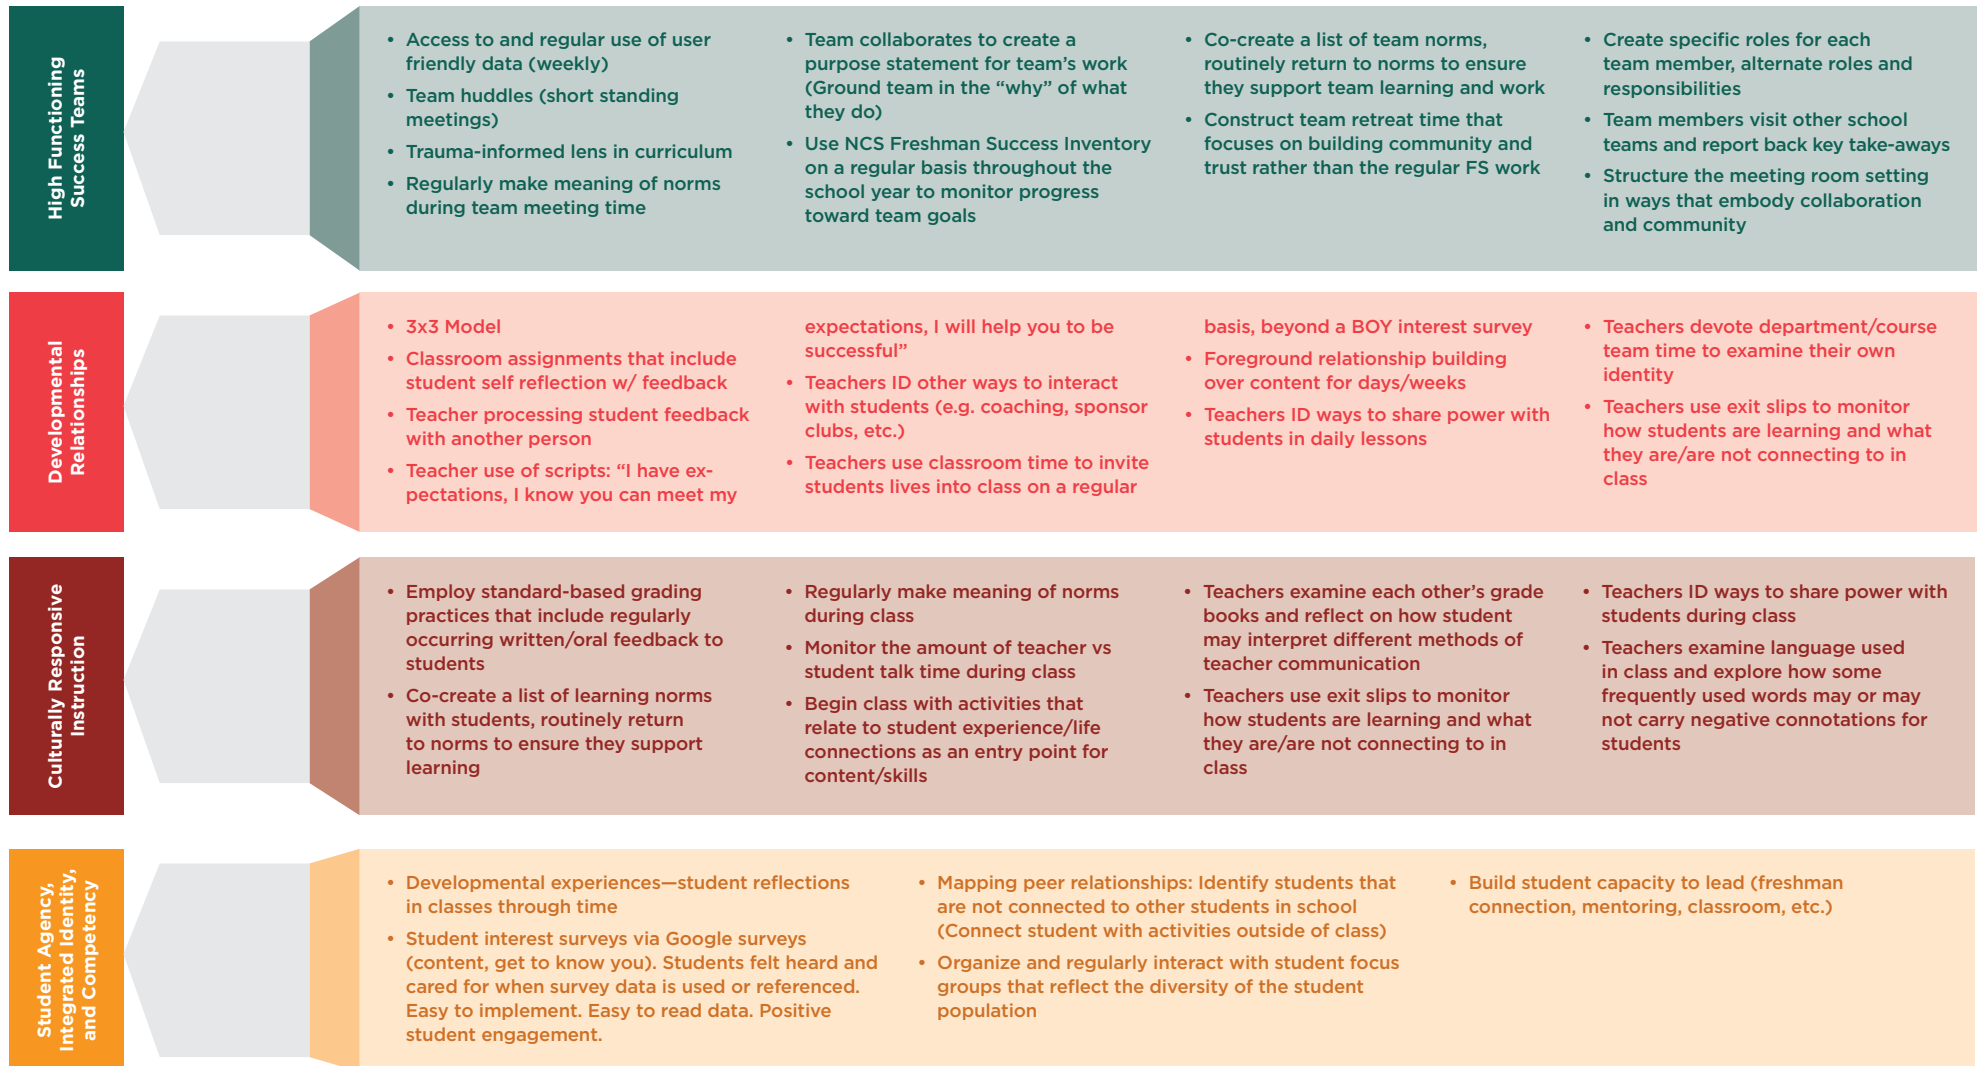 High Functioning
Success Teams
• Access to and regular use of user
friendly data (weekly)
• Team huddles (short standing
meetings)
• Trauma-informed lens in curriculum
• Regularly make meaning of norms
during team meeting time
• Team collaborates to create a
purpose statement for team’s work
(Ground team in the “why” of what
they do)
• Use NCS Freshman Success Inventory
on a regular basis throughout the
school year to monitor progress
toward team goals
• Co-create a list of team norms,
routinely return to norms to ensure
they support team learning and work
• Construct team retreat time that
focuses on building community and
trust rather than the regular FS work
• Create specific roles for each
team member, alternate roles and
responsibilities
• Team members visit other school
teams and report back key take-aways
• Structure the meeting room setting
in ways that embody collaboration
and community
Developmental
Relationships
• 3x3 Model
• Classroom assignments that include
student self reflection w/ feedback
• Teacher processing student feedback
with another person
• Teacher use of scripts: “I have ex-
pectations, I know you can meet my
expectations, I will help you to be
successful”
• Teachers ID other ways to interact
with students (e.g. coaching, sponsor
clubs, etc.)
• Teachers use classroom time to invite
students lives into class on a regular
basis, beyond a BOY interest survey
• Foreground relationship building
over content for days/weeks
• Teachers ID ways to share power with
students in daily lessons
• Teachers devote department/course
team time to examine their own
identity
• Teachers use exit slips to monitor
how students are learning and what
they are/are not connecting to in
class
Culturally Responsive
Instruction
• Employ standard-based grading
practices that include regularly
occurring written/oral feedback to
students
• Co-create a list of learning norms
with students, routinely return
to norms to ensure they support
learning
• Regularly make meaning of norms
during class
• Monitor the amount of teacher vs
student talk time during class
• Begin class with activities that
relate to student experience/life
connections as an entry point for
content/skills
• Teachers examine each other’s grade
books and reflect on how student
may interpret different methods of
teacher communication
• Teachers use exit slips to monitor
how students are learning and what
they are/are not connecting to in
class
• Teachers ID ways to share power with
students during class
• Teachers examine language used
in class and explore how some
frequently used words may or may
not carry negative connotations for
students
Student Agency,
Integrated Identity,
and Competency
• Developmental experiences—student reflections
in classes through time
• Student interest surveys via Google surveys
(content, get to know you). Students felt heard and
cared for when survey data is used or referenced.
Easy to implement. Easy to read data. Positive
student engagement.
• Mapping peer relationships: Identify students that
are not connected to other students in school
(Connect student with activities outside of class)
• Organize and regularly interact with student focus
groups that reflect the diversity of the student
population
• Build student capacity to lead (freshman
connection, mentoring, classroom, etc.)